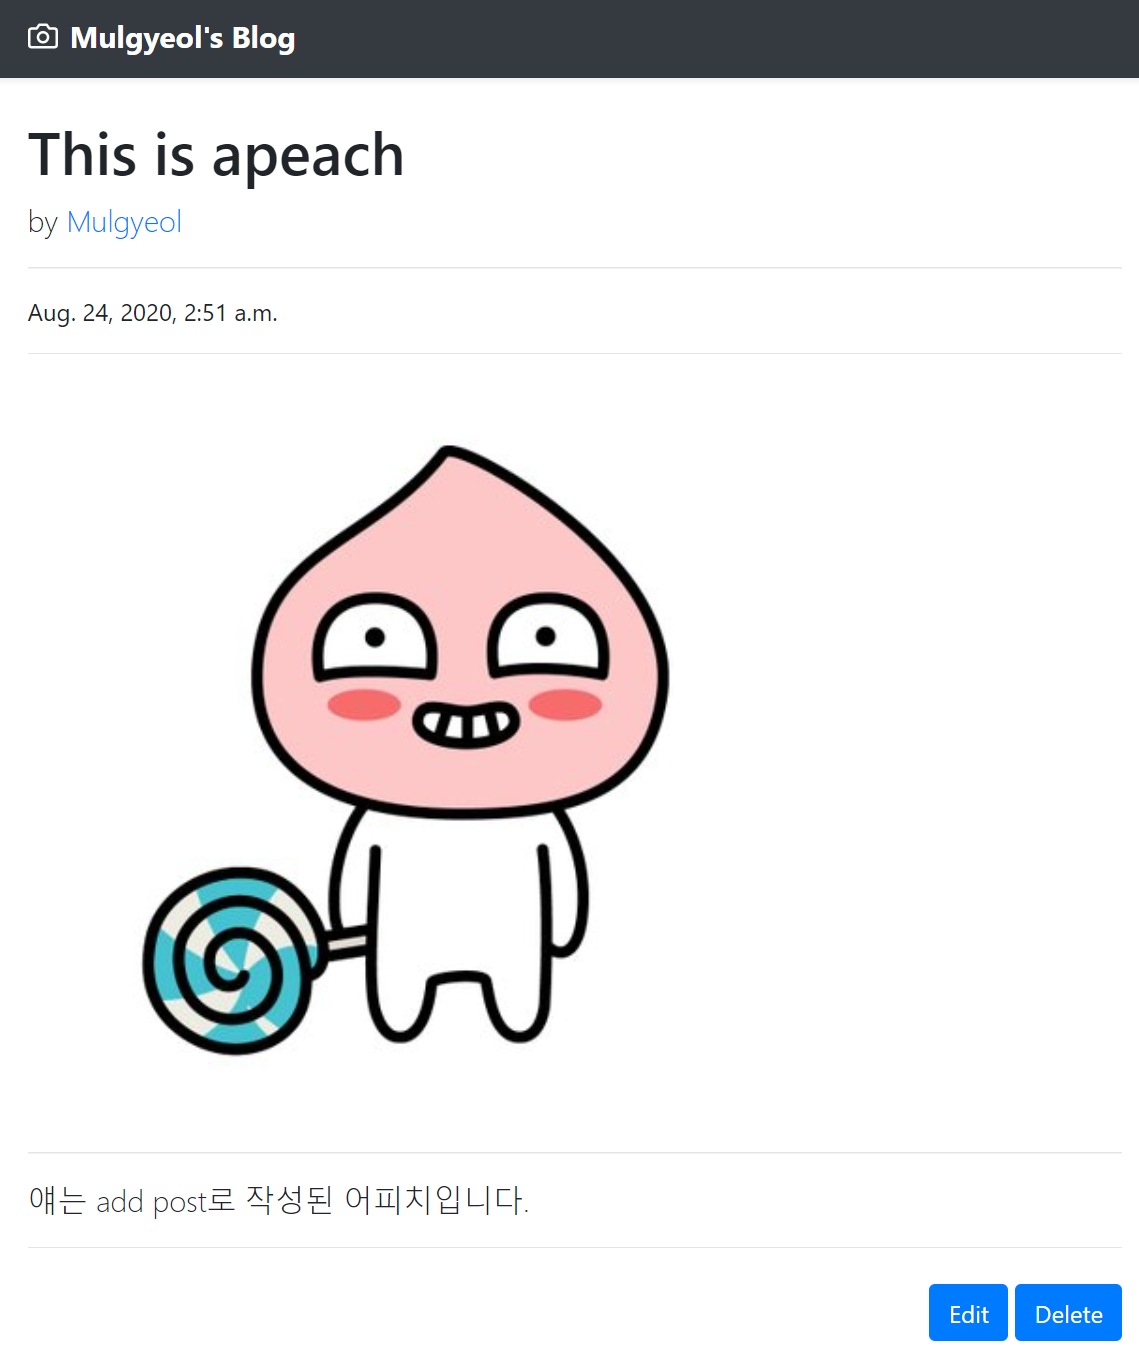 Mulgyeol's Blog
This is apeach
by Mulgyeol
Aug. 24, 2020, 2:51 a.m.
얘는 add post로 작성된 어피치입니다.
Edit Delete